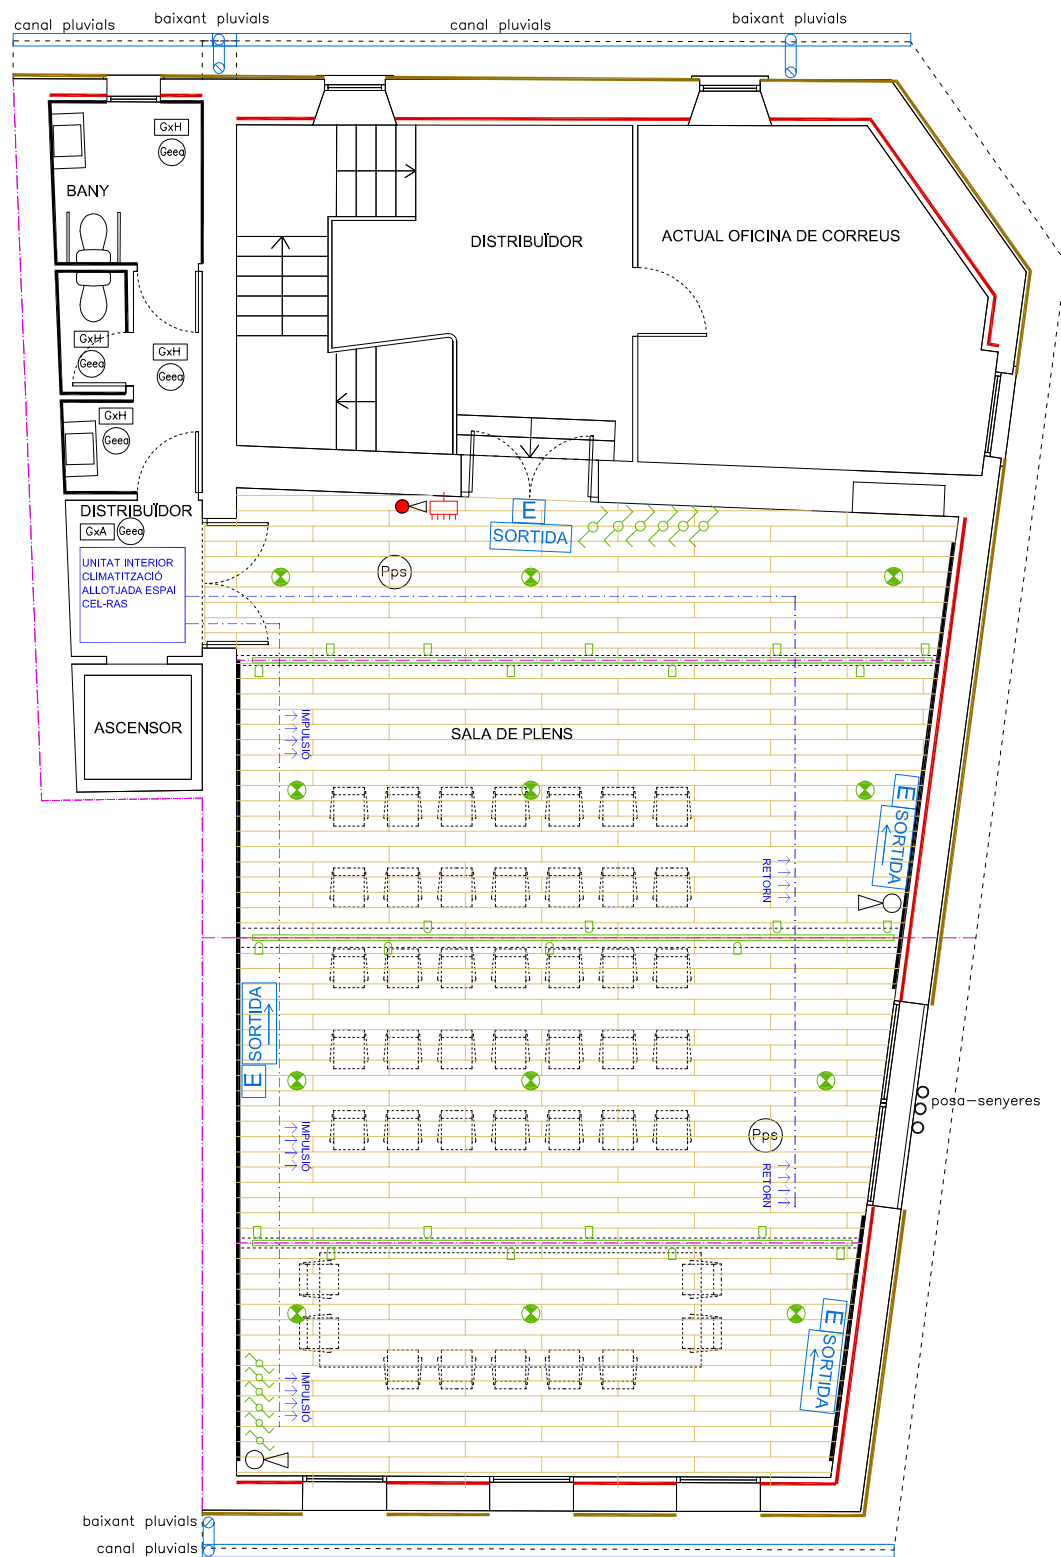 canal pluvials
baixant pluvials
canal pluvials
baixant pluvials
GxH
Geea
BANY
DISTRIBUÏDOR
ACTUAL OFICINA DE CORREUS
GxH
Geea
GxH
Geea
GxH
Geea
DISTRIBUÏDOR
GxA
Geea
E
SORTIDA
UNITAT INTERIOR
CLIMATITZACIÓ
ALLOTJADA ESPAI
CEL-RAS
Pps
ASCENSOR
IMPULSIÓ
SALA DE PLENS
E
SORTIDA
RETORN
SORTIDA
E
posa-senyeres
IMPULSIÓ
Pps
RETORN
E
SORTIDA
IMPULSIÓ
baixant pluvials
canal pluvials